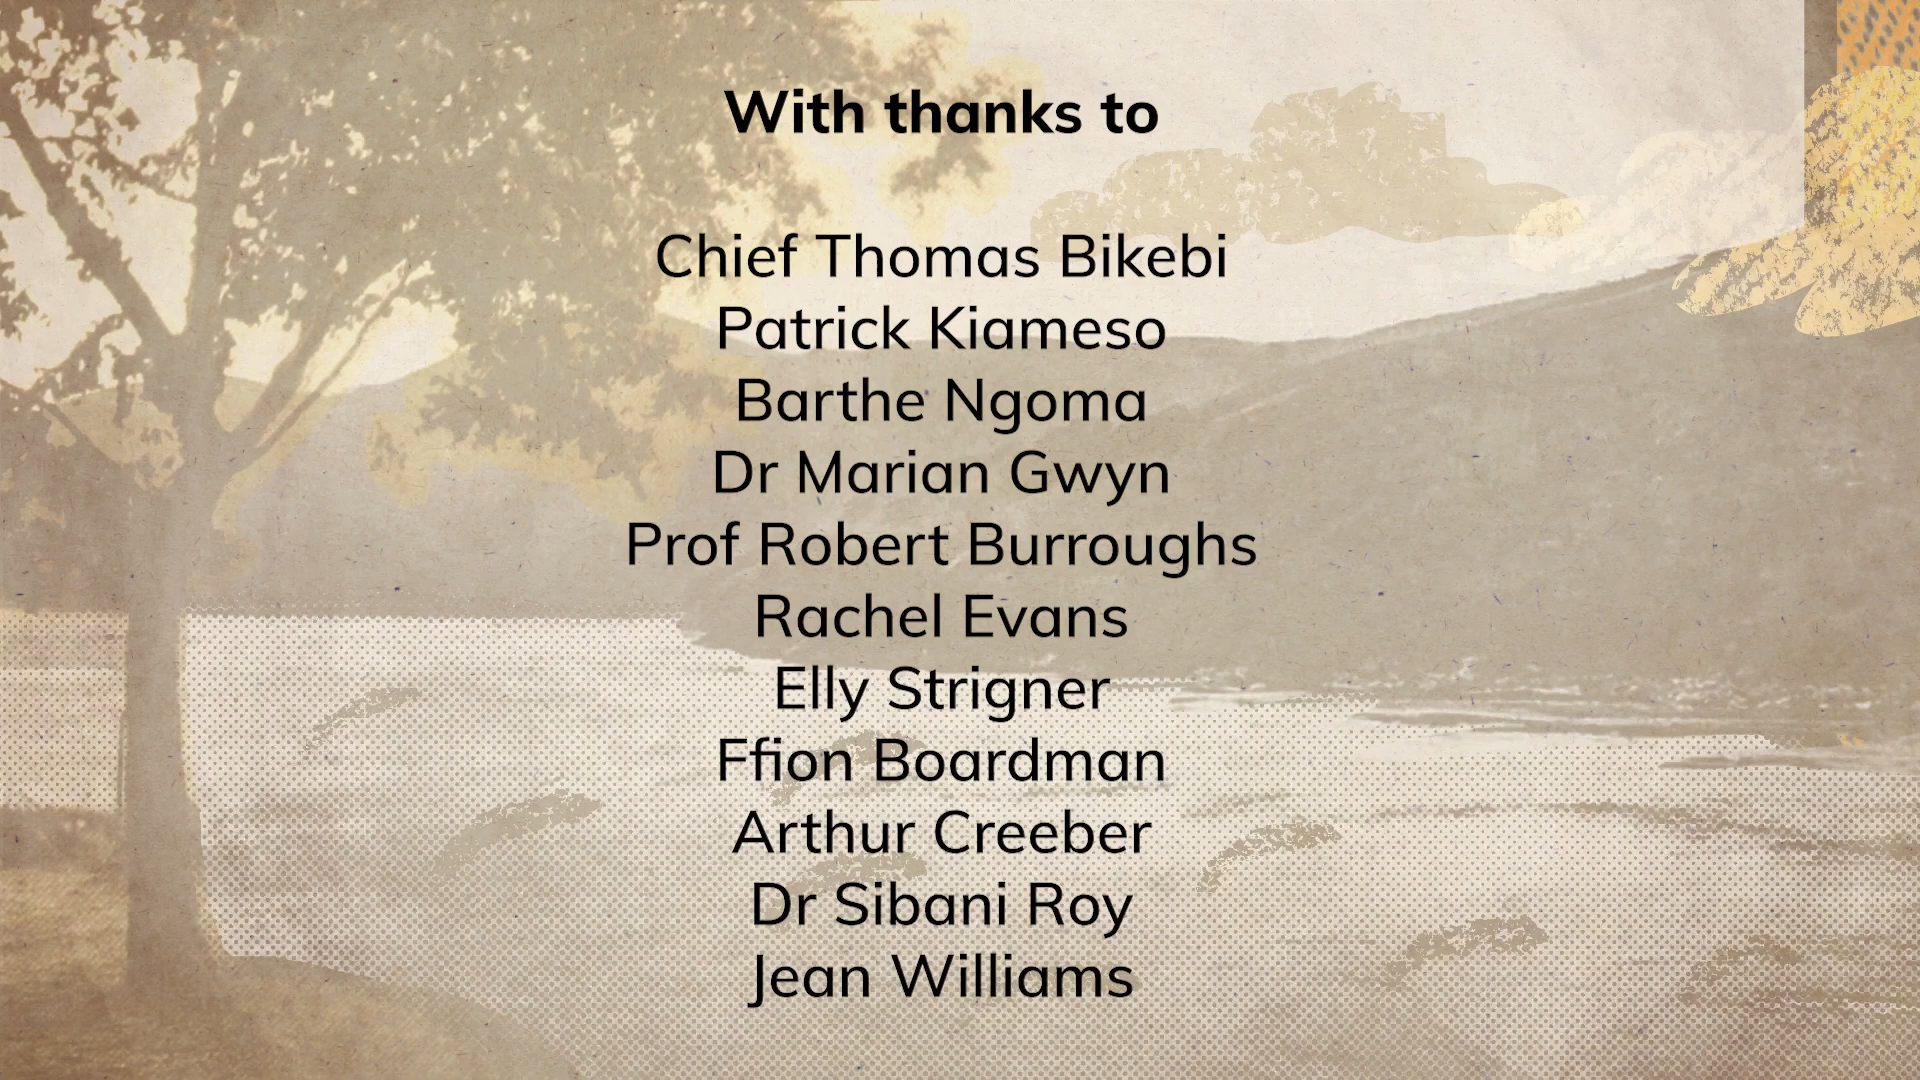 With thanks to
Chief Thomas Bikebi
Patrick Kiameso
Barthe Ngoma
Dr Marian Gwyn
Prof Robert Burroughs
Rachel Evans
Elly Strigner
Ffion Boardman
Arthur Creeber
Dr Sibani Roy
Jean Williams